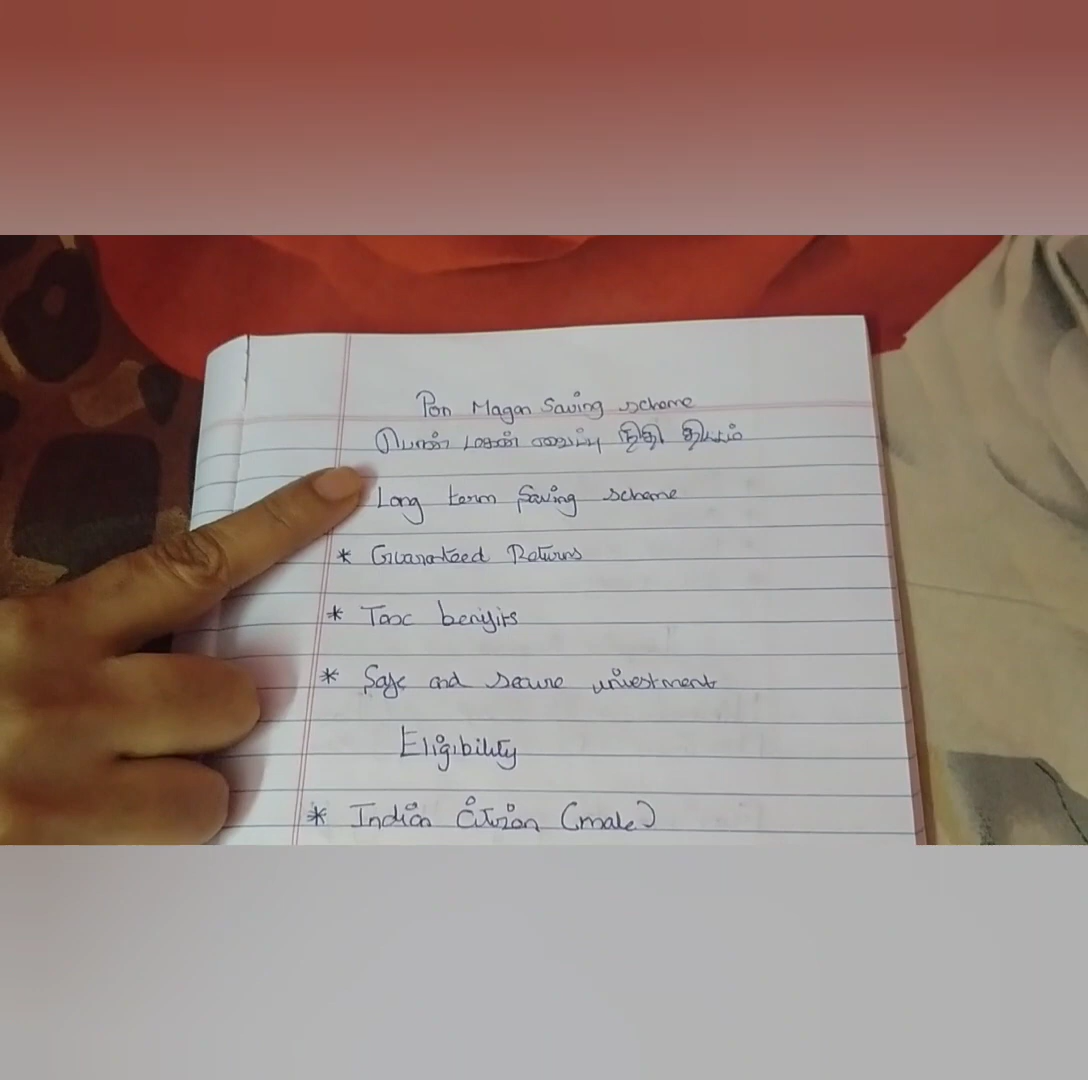 Pon Magan Saving scheme
பொன் மகன் வைப்பு நிதி திட்டம்
Long term Saving scheme
* Guaranteed Returns
* Tax benifits
* Safe and secure investment
Eligibility
* Indian Citizen (male)